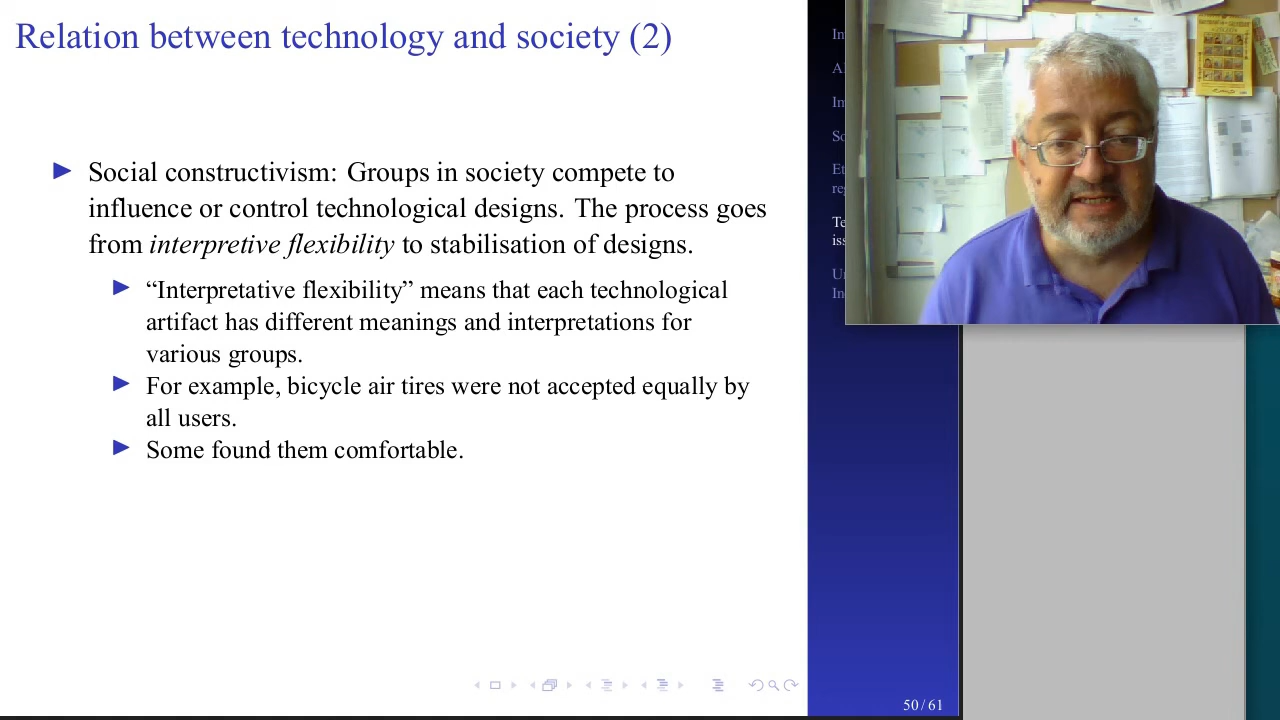 Relation between technology and society (2)
► Social constructivism: Groups in society compete to
influence or control technological designs. The process goes
from interpretive flexibility to stabilisation of designs.
► “Interpretative flexibility” means that each technological
artifact has different meanings and interpretations for
various groups.
► For example, bicycle air tires were not accepted equally by
all users.
► Some found them comfortable.
50 / 61